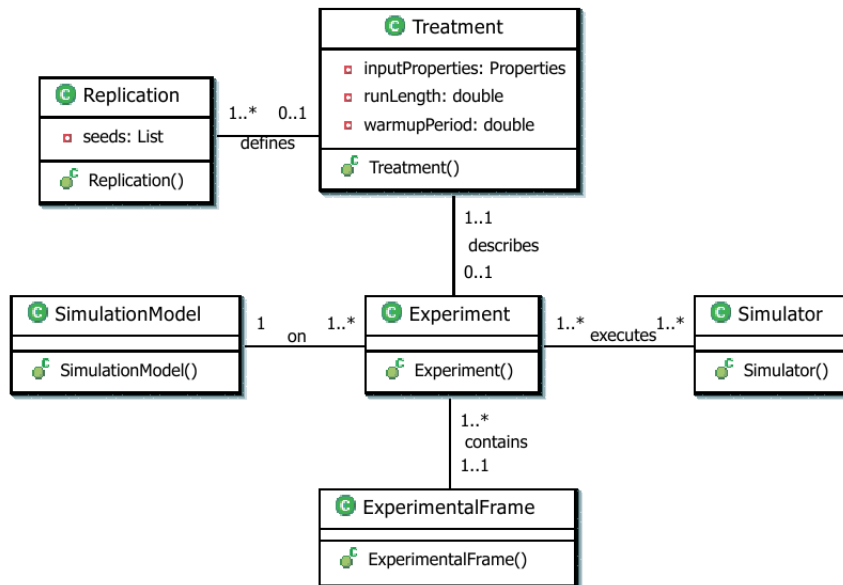 C Treatment
inputProperties: Properties
runLength: double
warmupPeriod: double
C Treatment()
C Replication
seeds: List
C Replication()
1..* 0..1
defines
1..1
describes
0..1
C SimulationModel
C SimulationModel()
1 1..*
on
C Experiment
C Experiment()
1..* 1..*
executes
C Simulator
C Simulator()
1..*
contains
1..1
C ExperimentalFrame
C ExperimentalFrame()